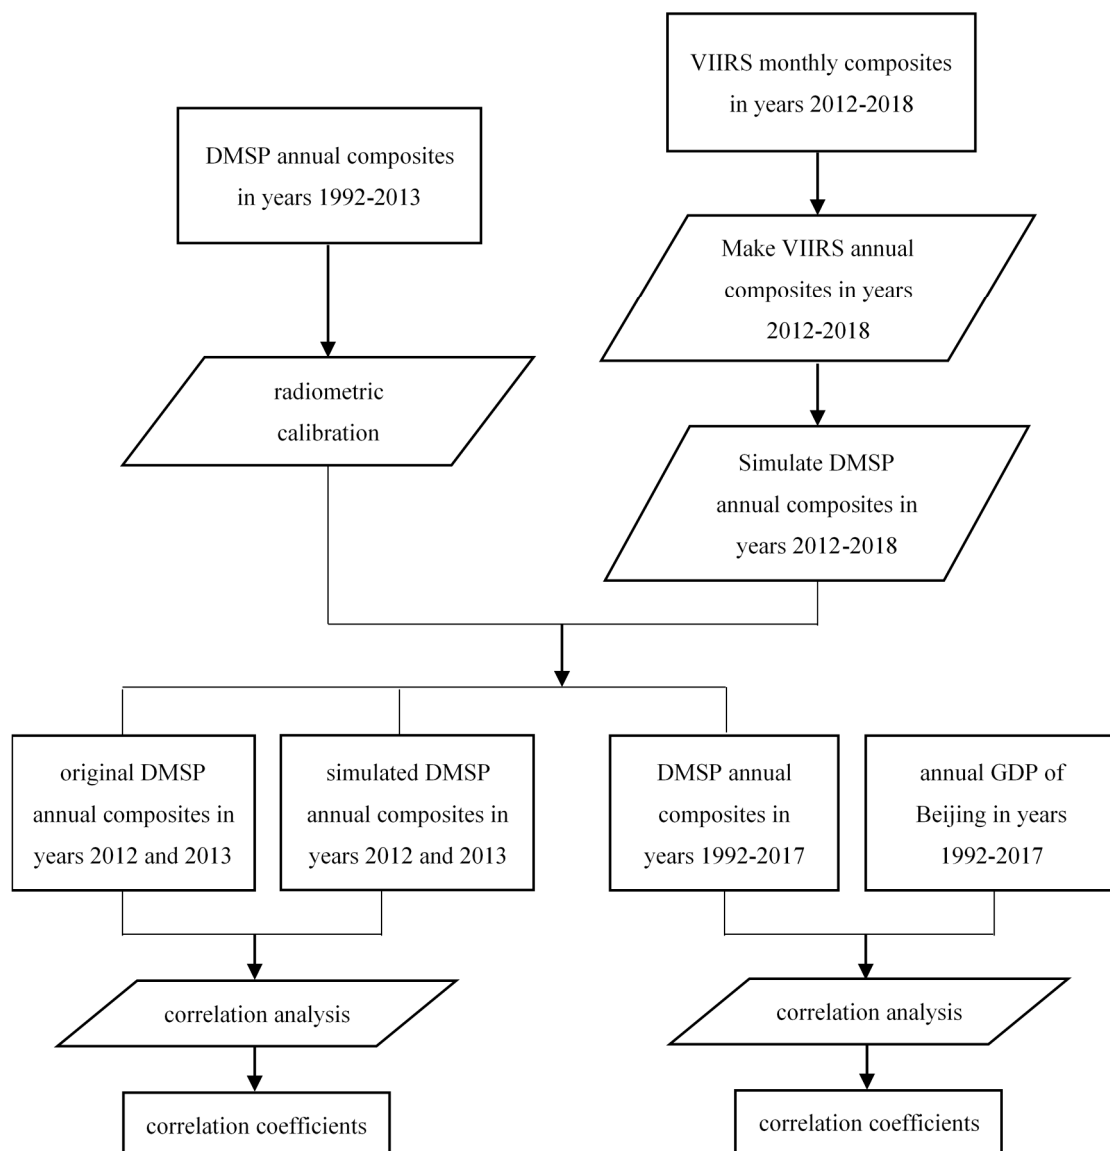 VIIRS monthly composites
in years 2012-2018
DMSP annual composites
in years 1992-2013
Make VIIRS annual
composites in years
2012-2018
radiometric
calibration
Simulate DMSP
annual composites in
years 2012-2018
original DMSP
annual composites in
years 2012 and 2013
simulated DMSP
annual composites in
years 2012 and 2013
DMSP annual
composites in
years 1992-2017
annual GDP of
Beijing in years
1992-2017
correlation analysis
correlation analysis
correlation coefficients
correlation coefficients